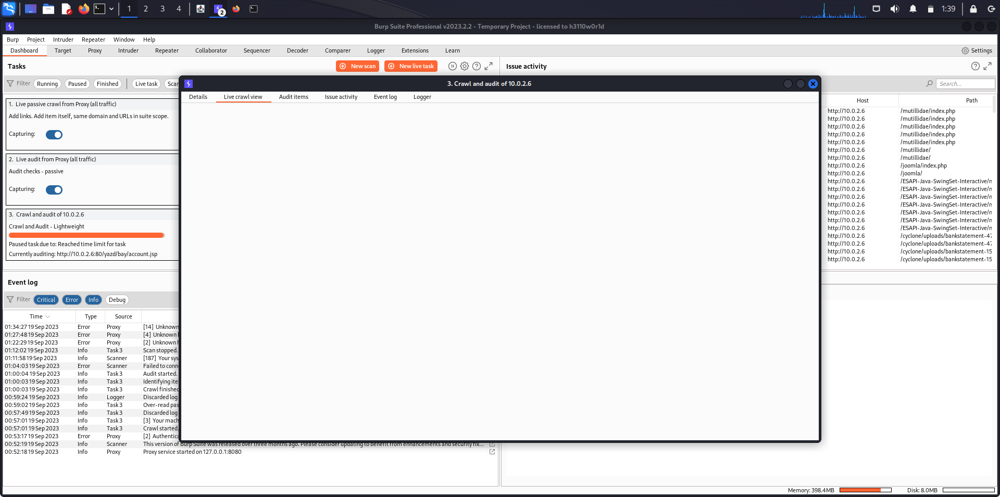 1 2 3 4 2 1:39
Burp Suite Professional v2023.2.2 - Temporary Project - licensed to h3110w0r1d
Burp Project Intruder Repeater Window Help
Dashboard Target Proxy Intruder Repeater Collaborator Sequencer Decoder Comparer Logger Extensions Learn Settings
Tasks New scan New live task
Filter Running Paused Finished Live task Scan
1. Live passive crawl from Proxy (all traffic)
Add links. Add item itself, same domain and URLs in suite scope.
Capturing:
2. Live audit from Proxy (all traffic)
Audit checks - passive
Capturing:
3. Crawl and audit of 10.0.2.6
Crawl and Audit - Lightweight
Paused task due to: Reached time limit for task
Currently auditing: http://10.0.2.6:80/yazd/bay/account.jsp
3. Crawl and audit of 10.0.2.6
Details Live crawl view Audit items Issue activity Event log Logger
Issue activity
Search...
Host Path
http://10.0.2.6 /mutillidae/index.php
http://10.0.2.6 /mutillidae/index.php
http://10.0.2.6 /mutillidae/index.php
http://10.0.2.6 /mutillidae/index.php
http://10.0.2.6 /mutillidae/index.php
http://10.0.2.6 /mutillidae/
http://10.0.2.6 /mutillidae/
http://10.0.2.6 /joomla/index.php
http://10.0.2.6 /joomla/
http://10.0.2.6 /ESAPI-Java-SwingSet-Interactive/
http://10.0.2.6 /ESAPI-Java-SwingSet-Interactive/
http://10.0.2.6 /ESAPI-Java-SwingSet-Interactive/
http://10.0.2.6 /ESAPI-Java-SwingSet-Interactive/
http://10.0.2.6 /ESAPI-Java-SwingSet-Interactive/
http://10.0.2.6 /ESAPI-Java-SwingSet-Interactive/
http://10.0.2.6 /ESAPI-Java-SwingSet-Interactive/
http://10.0.2.6 /cyclone/uploads/bankstatement-47
http://10.0.2.6 /cyclone/uploads/bankstatement-47
http://10.0.2.6 /cyclone/uploads/bankstatement-15
http://10.0.2.6 /cyclone/uploads/bankstatement-15
Event log
Filter Critical Error Info Debug
Time Type Source
01:34:27 19 Sep 2023 Error Proxy [14] Unknown
01:27:48 19 Sep 2023 Error Proxy [4] Unknown
01:22:29 19 Sep 2023 Error Proxy [2] Unknown
01:12:02 19 Sep 2023 Info Task 3 Scan stopped.
01:11:58 19 Sep 2023 Info Scanner [187] Your sys
01:04:03 19 Sep 2023 Error Scanner Failed to conn
01:00:04 19 Sep 2023 Info Task 3 Audit started.
01:00:03 19 Sep 2023 Info Task 3 Identifying ite
01:00:03 19 Sep 2023 Info Task 3 Crawl finished
00:59:24 19 Sep 2023 Info Logger Discarded log
00:59:02 19 Sep 2023 Info Task 3 Over-read pas
00:57:49 19 Sep 2023 Info Task 3 Discarded log
00:57:01 19 Sep 2023 Info Task 3 [3] Your mach
00:57:01 19 Sep 2023 Info Task 3 Crawl started.
00:53:17 19 Sep 2023 Error Proxy [2] Authentica
00:52:19 19 Sep 2023 Info Scanner This version of Burp Suite was released over three months ago. Please consider updating to benefit from enhancements and security fix...
00:52:18 19 Sep 2023 Info Proxy Proxy service started on 127.0.0.1:8080
Memory: 398.4MB Disk: 8.0MB